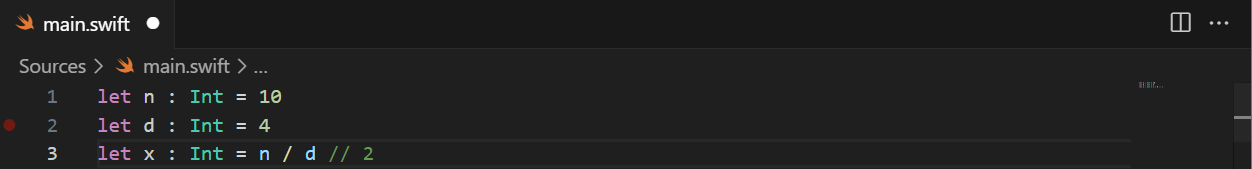 main.swift
Sources > main.swift > ...
1 let n : Int = 10
2 let d : Int = 4
3 let x : Int = n / d // 2